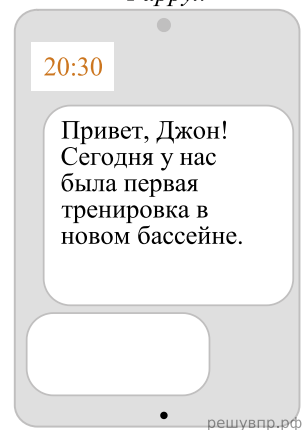 20:30
Привет, Джон!
Сегодня у нас
была первая
тренировка в
новом бассейне.
решувпр.рф